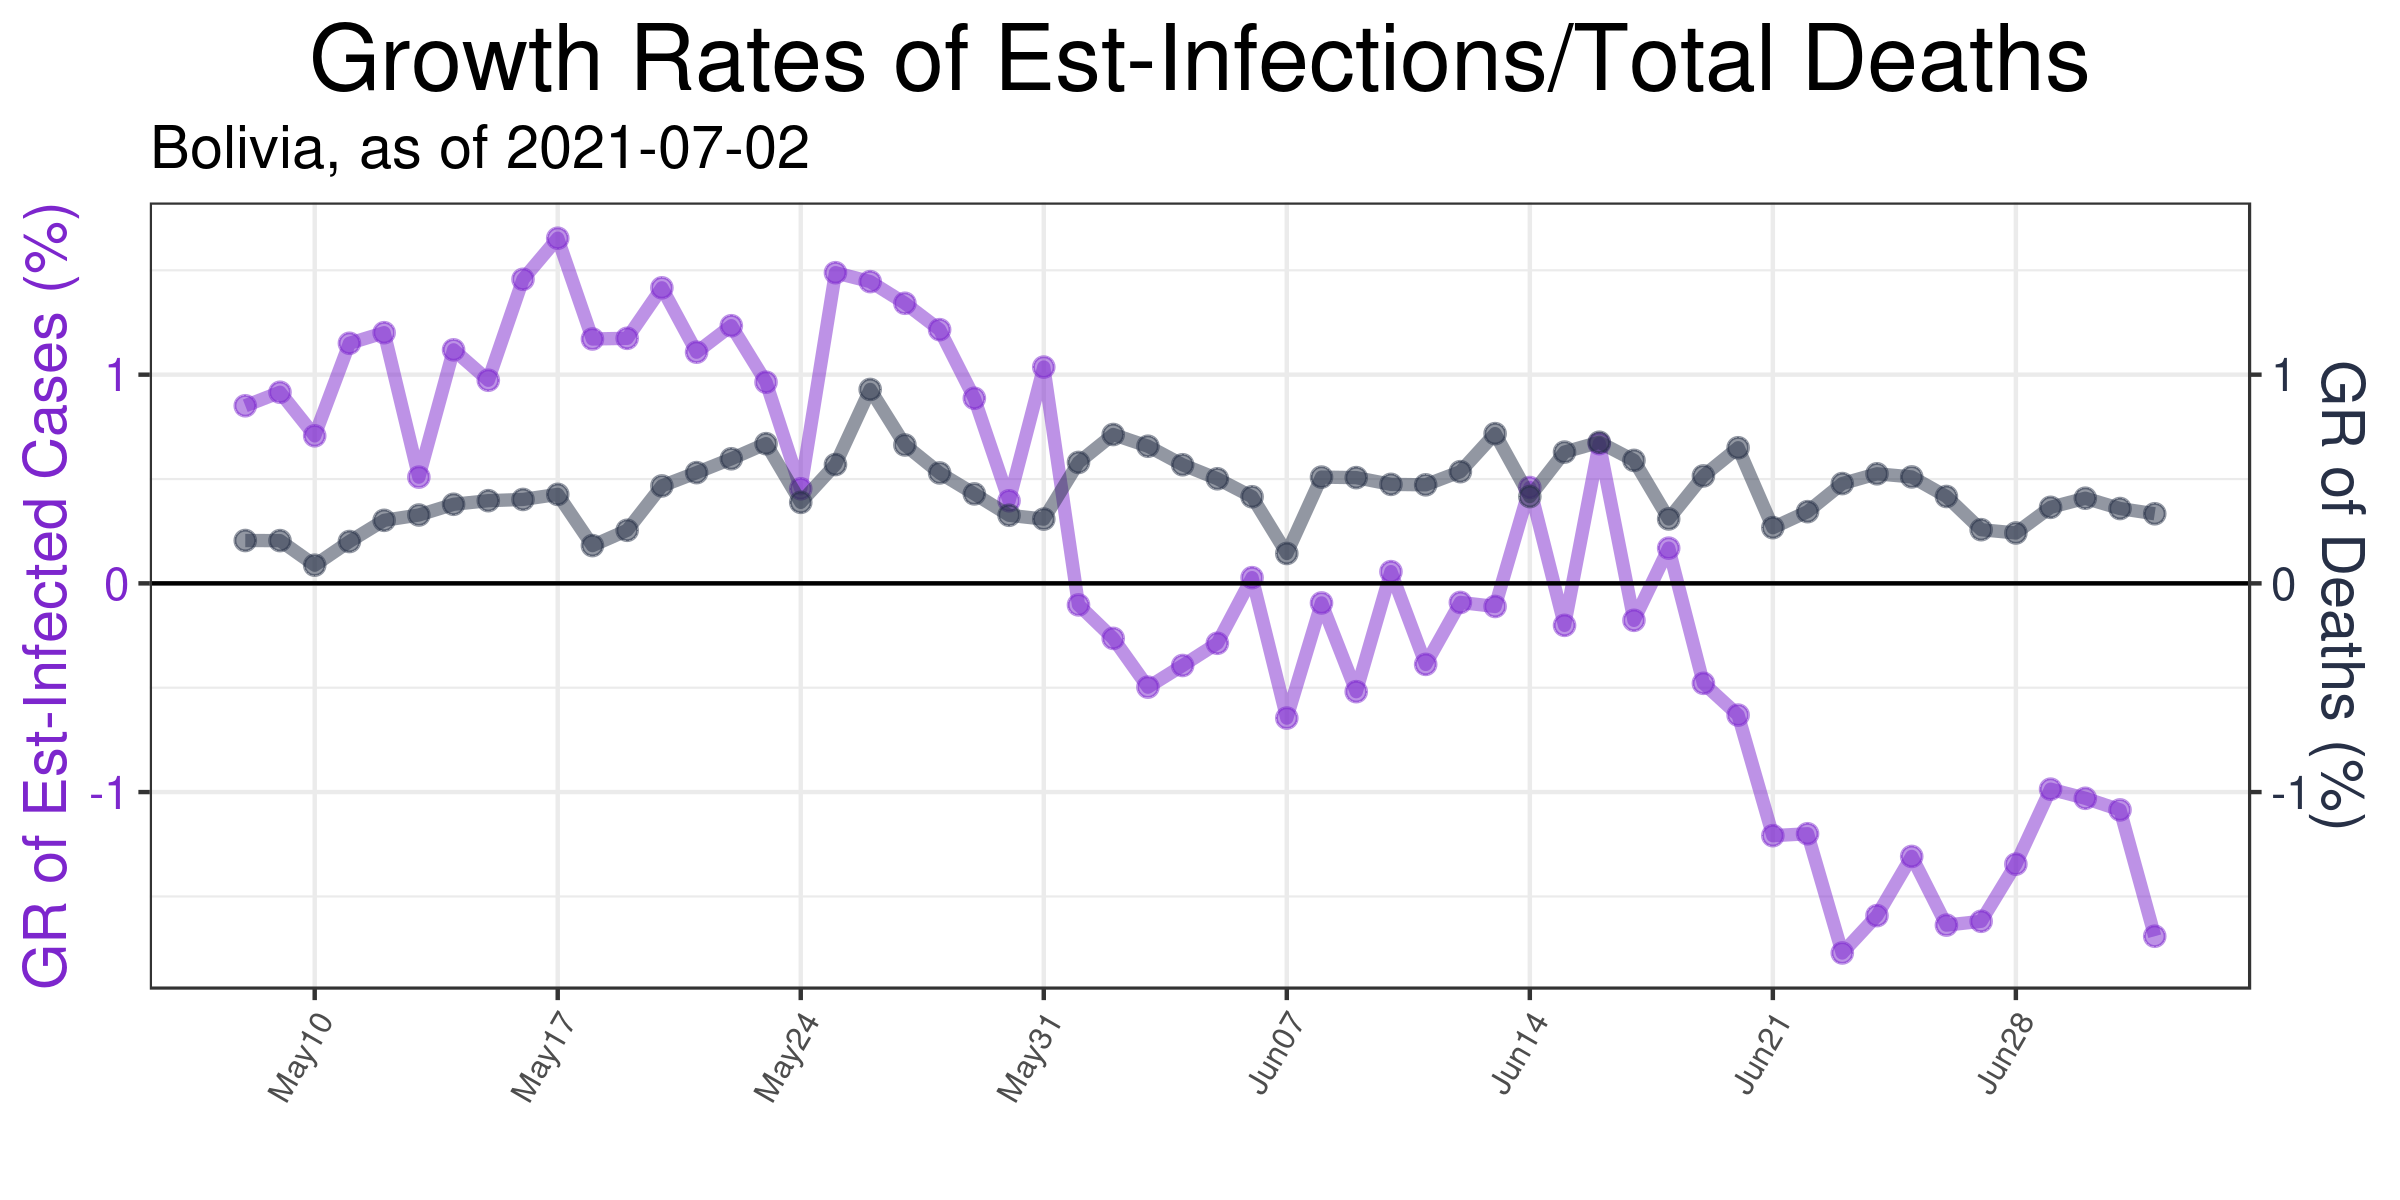 Growth Rates of Est-Infections/Total Deaths
Bolivia, as of 2021-07-02
GR of Est-Infected Cases (%)
1
0
-1
1
0
-1
GR of Deaths (%)
May10
May17
May24
May31
Jun07
Jun14
Jun21
Jun28